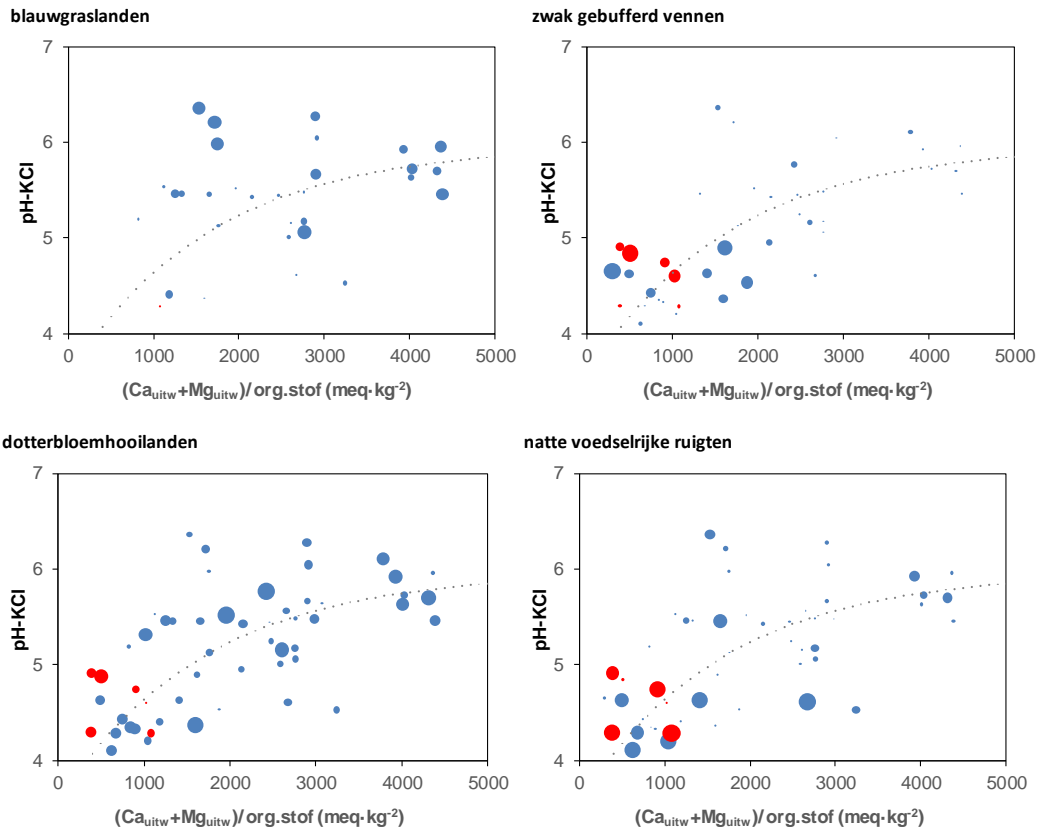 blauwgraslanden
zwak gebufferd vennen
7
6
5
4
pH-KCl
0 1000 2000 3000 4000 5000
(Ca_uitw+Mg_uitw)/org.stof (meq·kg⁻²)
7
6
5
4
pH-KCl
0 1000 2000 3000 4000 5000
(Ca_uitw+Mg_uitw)/org.stof (meq·kg⁻²)
dotterbloemhooilanden
natte voedselrijke ruigten
7
6
5
4
pH-KCl
0 1000 2000 3000 4000 5000
(Ca_uitw+Mg_uitw)/org.stof (meq·kg⁻²)
7
6
5
4
pH-KCl
0 1000 2000 3000 4000 5000
(Ca_uitw+Mg_uitw)/org.stof (meq·kg⁻²)